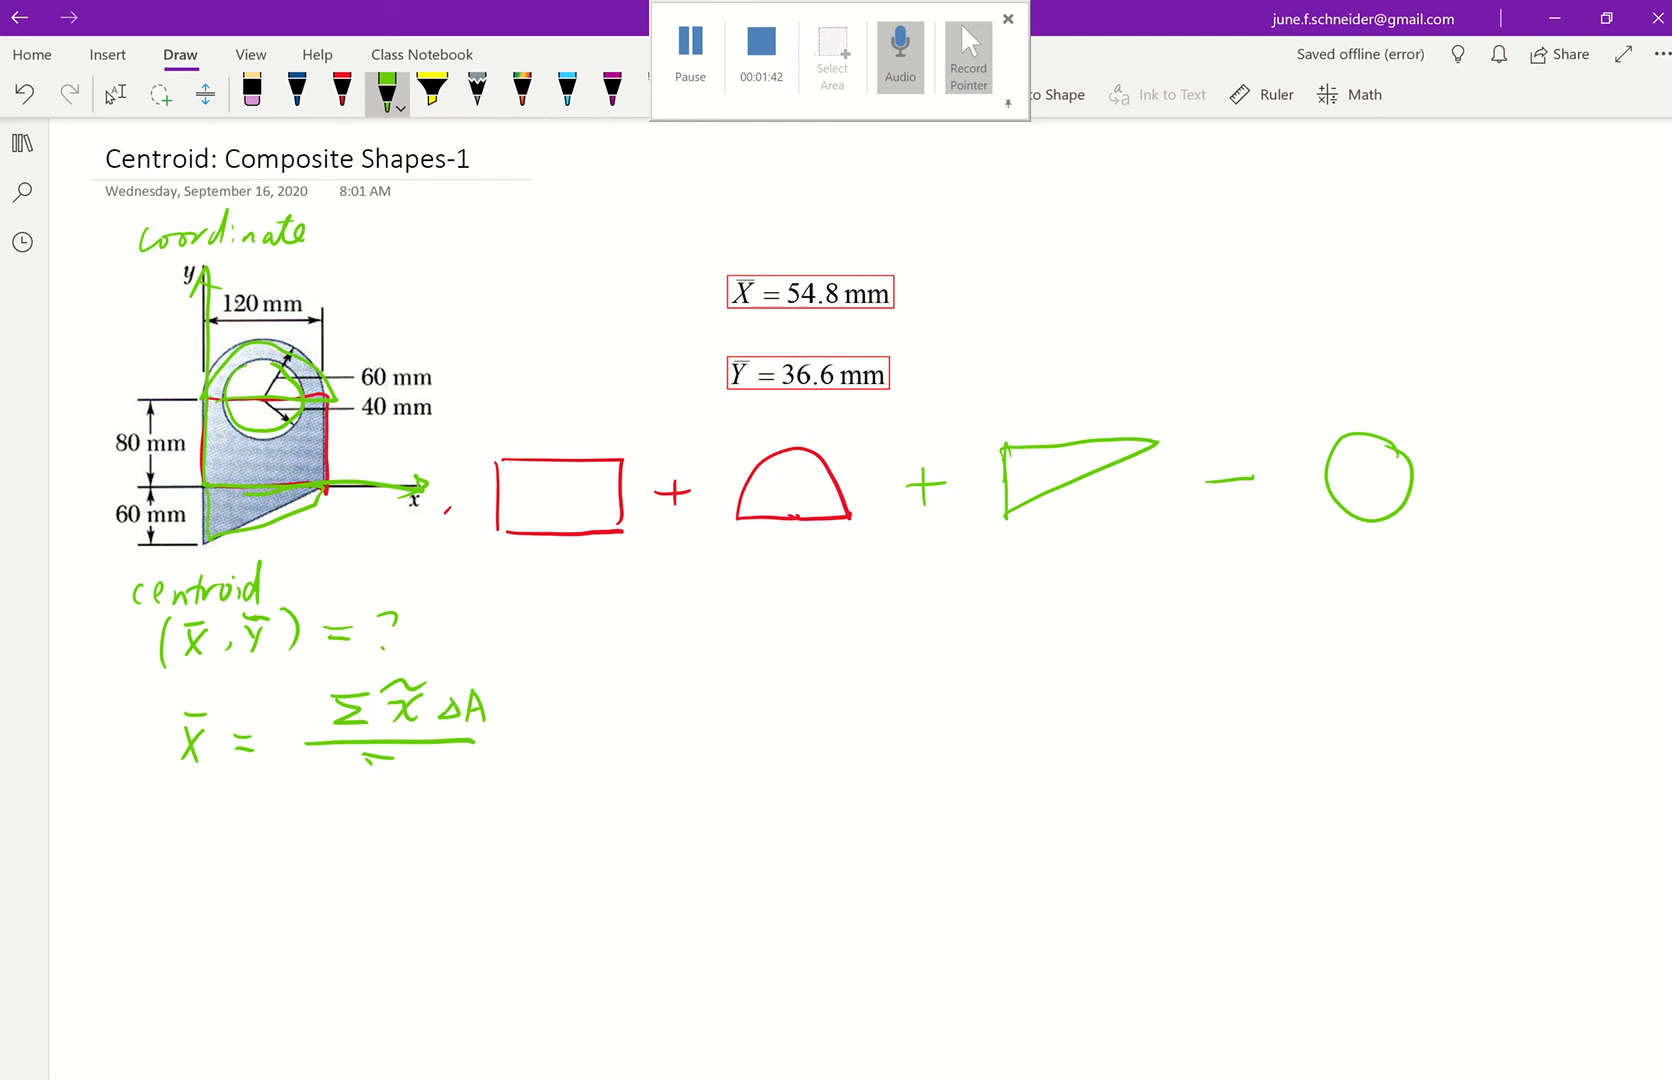 june.f.schneider@gmail.com
Home Insert Draw View Help Class Notebook
Pause 00:01:42 Select Area Audio Record Pointer
Saved offline (error) Share
to Shape Ink to Text Ruler Math
Centroid: Composite Shapes-1
Wednesday, September 16, 2020 8:01 AM
coordinate
y
120 mm
60 mm
40 mm
80 mm
x
60 mm
X̅ = 54.8 mm
Y̅ = 36.6 mm
+ + −
centroid
(x̄, ȳ) = ?
X̄ = Σ x̃ ΔA